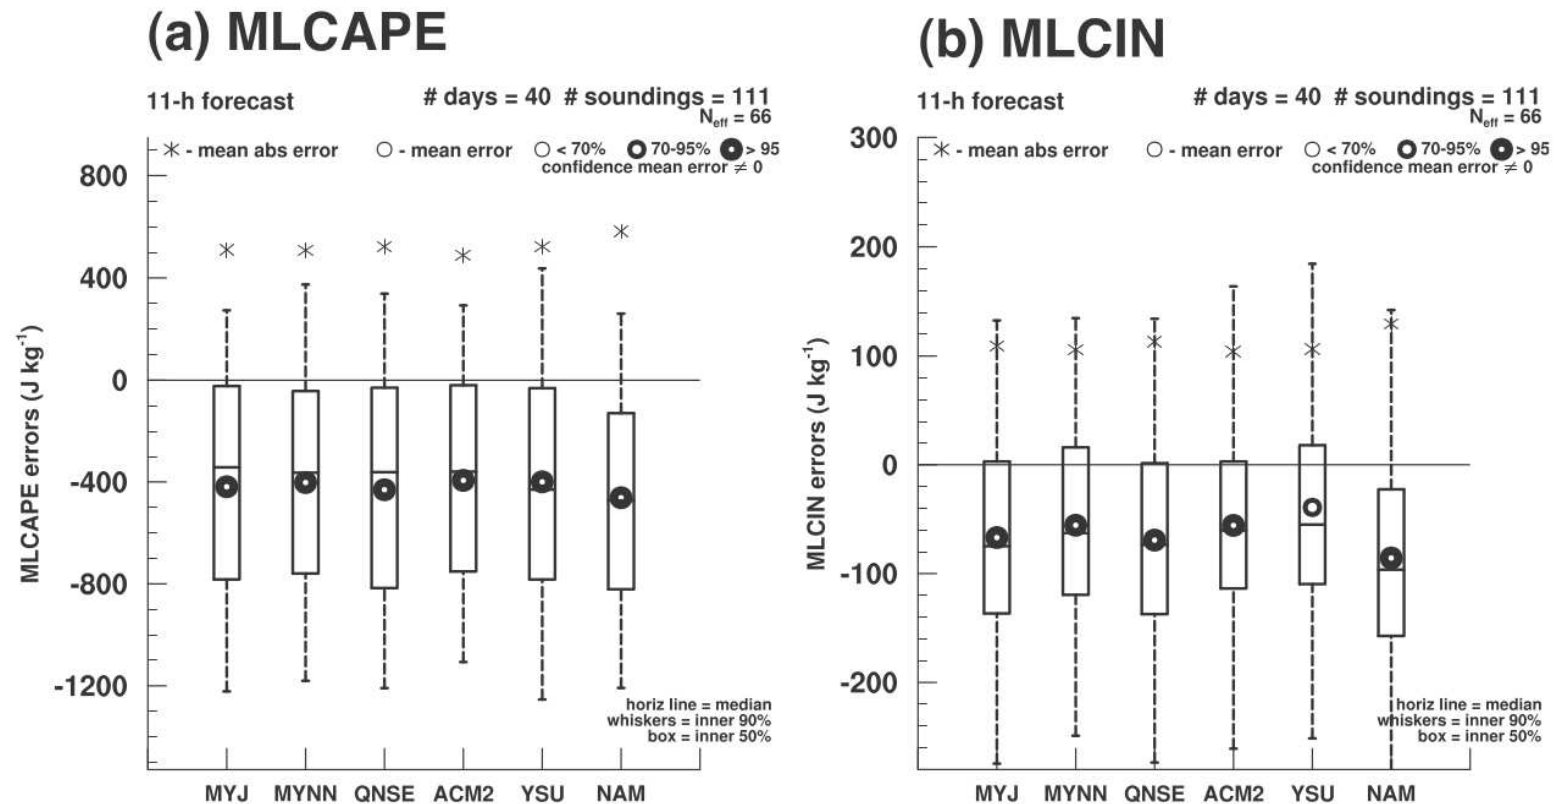 (a) MLCAPE
11-h forecast # days = 40 # soundings = 111
Neff = 66
- mean abs error - mean error < 70% 70-95% > 95
confidence mean error ≠ 0
800
400
0
-400
-800
-1200
MLCAPE errors (J kg-1)
horiz line = median
whiskers = inner 90%
box = inner 50%
MYJ MYNN QNSE ACM2 YSU NAM
(b) MLCIN
11-h forecast # days = 40 # soundings = 111
Neff = 66
- mean abs error - mean error < 70% 70-95% > 95
confidence mean error ≠ 0
300
200
100
0
-100
-200
MLCIN errors (J kg-1)
horiz line = median
whiskers = inner 90%
box = inner 50%
MYJ MYNN QNSE ACM2 YSU NAM